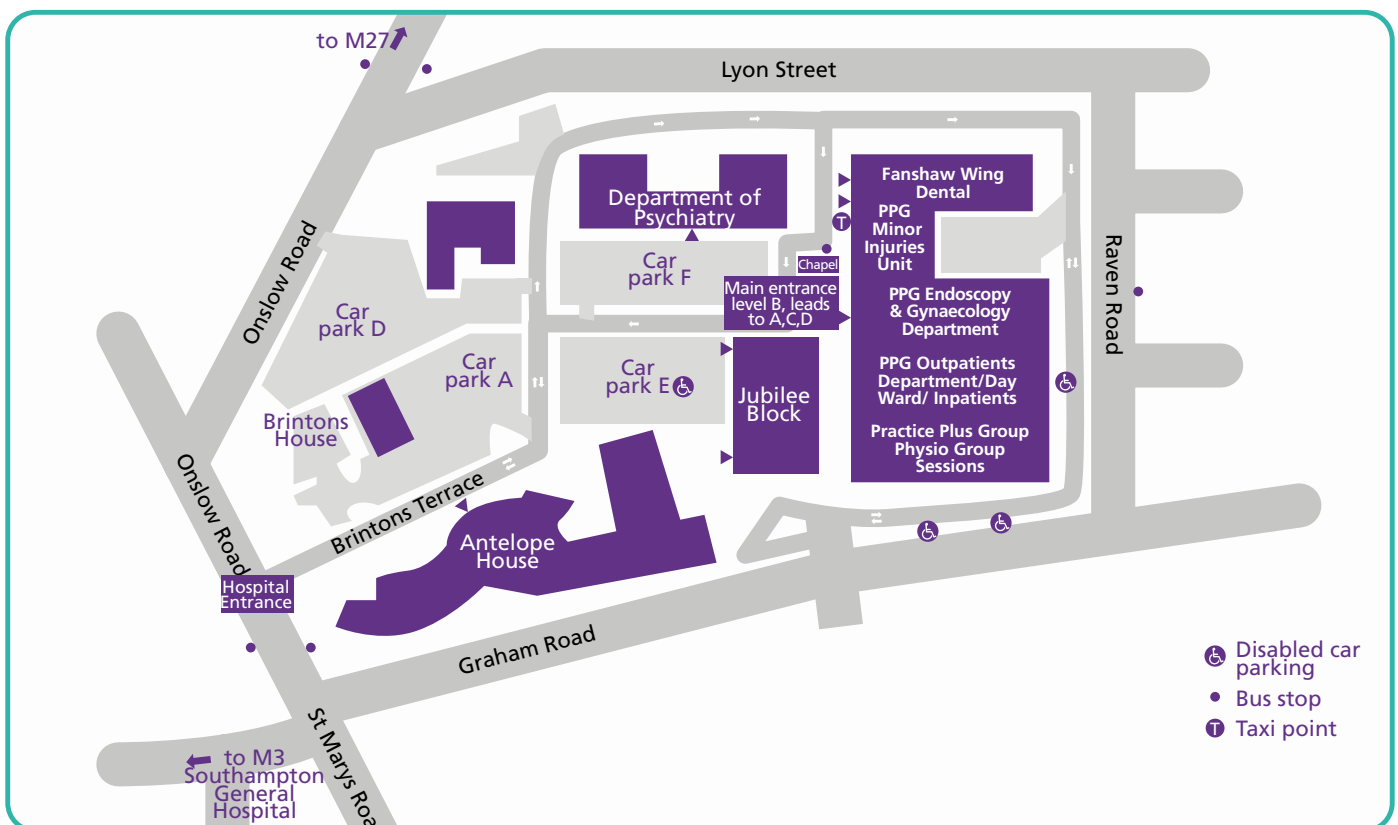 to M27
Lyon Street
Onslow Road
Department of
Psychiatry
Fanshaw Wing
Dental
PPG
Minor
Injuries
Unit
T
Chapel
Car
park F
Main entrance
level B, leads
to A,C,D
PPG Endoscopy
& Gynaecology
Department
PPG Outpatients
Department/Day
Ward/ Inpatients
Practice Plus Group
Physio Group
Sessions
Raven Road
Car
park D
Car
park A
Car
park E
Jubilee
Block
Brintons
House
Onslow Road
Brintons Terrace
Antelope
House
Hospital
Entrance
Graham Road
St Marys Roa
to M3
Southampton
General
Hospital
Disabled car
parking
Bus stop
T Taxi point